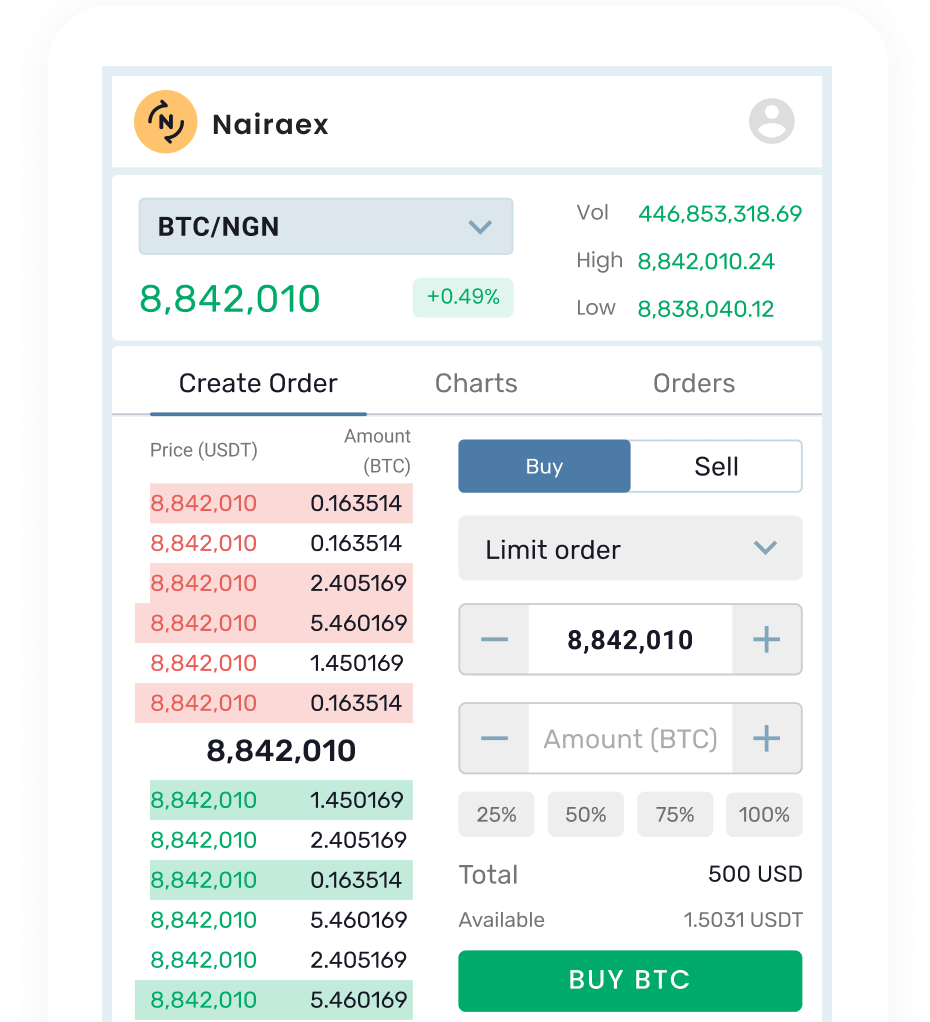 N Nairaex
BTC/NGN
8,842,010 +0.49%
Vol 446,853,318.69
High 8,842,010.24
Low 8,838,040.12
Create Order Charts Orders
Price (USDT) Amount
(BTC)
8,842,010 0.163514
8,842,010 0.163514
8,842,010 2.405169
8,842,010 5.460169
8,842,010 1.450169
8,842,010 0.163514
8,842,010
8,842,010 1.450169
8,842,010 2.405169
8,842,010 0.163514
8,842,010 5.460169
8,842,010 2.405169
8,842,010 5.460169
Buy Sell
Limit order
— 8,842,010 +
— Amount (BTC) +
25% 50% 75% 100%
Total 500 USD
Available 1.5031 USDT
BUY BTC